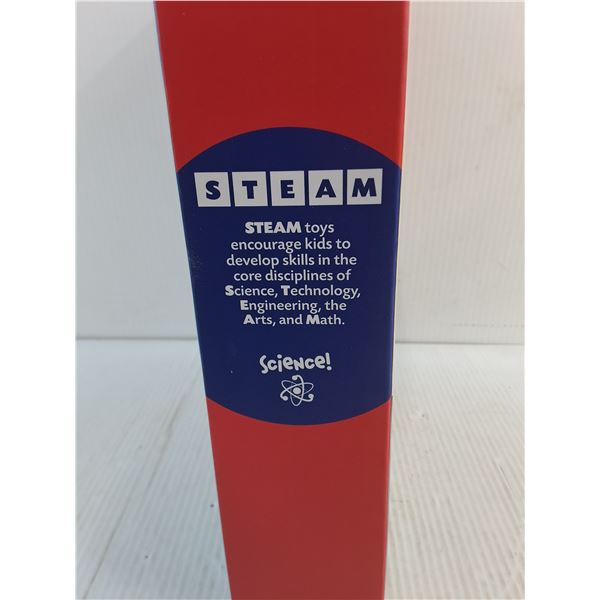 STEAM
STEAM toys
encourage kids to
develop skills in the
core disciplines of
Science, Technology,
Engineering, the
Arts, and Math.
Science!